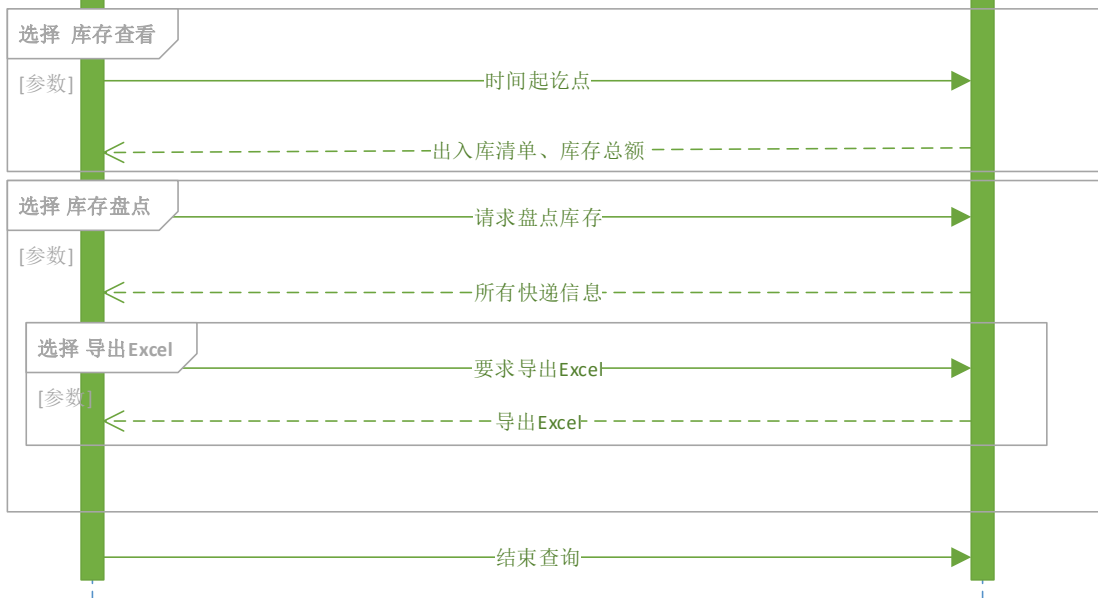 选择 库存查看
[参数]
时间起讫点
出入库清单、库存总额
选择 库存盘点
请求盘点库存
[参数]
所有快递信息
选择 导出Excel
要求导出Excel
[参数]
导出Excel
结束查询